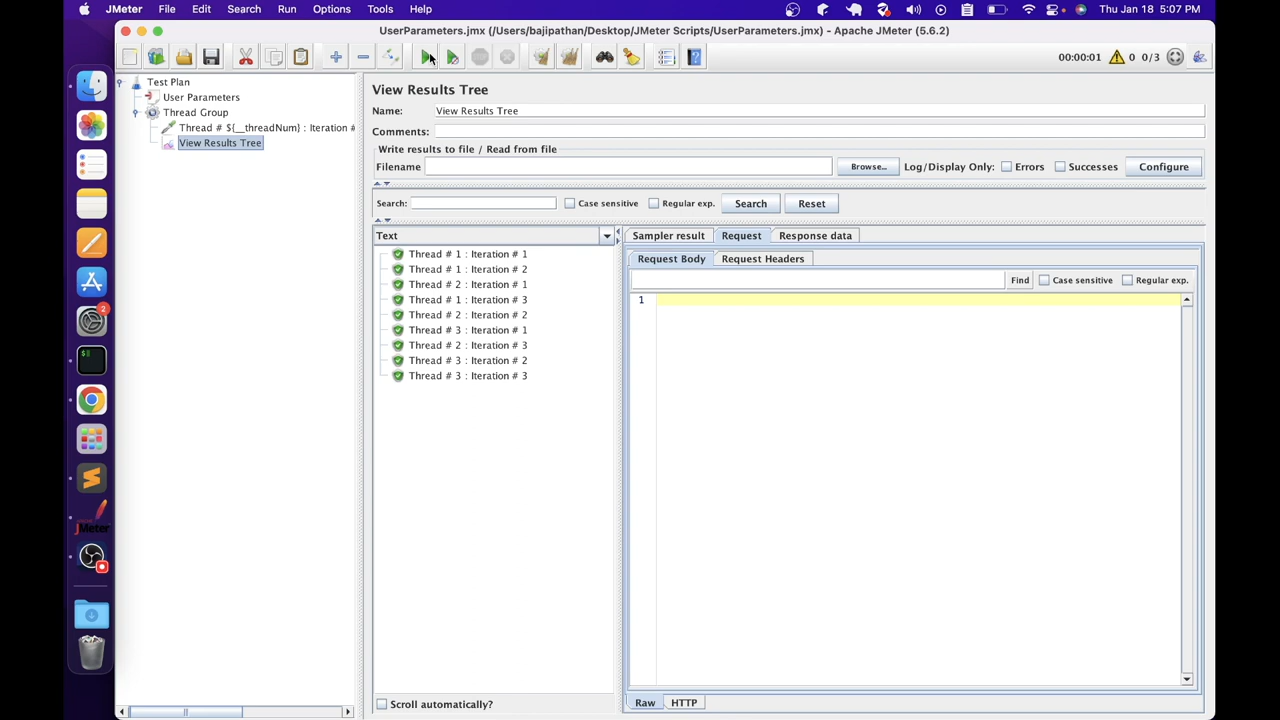 JMeter File Edit Search Run Options Tools Help Thu Jan 18 5:07 PM
UserParameters.jmx (/Users/bajipathan/Desktop/JMeter Scripts/UserParameters.jmx) - Apache JMeter (5.6.2)
00:00:01 0 0/3
Test Plan
User Parameters
Thread Group
Thread # ${__threadNum} : Iteration #
View Results Tree
View Results Tree
Name: View Results Tree
Comments:
Write results to file / Read from file
Filename Browse... Log/Display Only: Errors Successes Configure
Search: Case sensitive Regular exp. Search Reset
Text
Thread # 1 : Iteration # 1
Thread # 1 : Iteration # 2
Thread # 2 : Iteration # 1
Thread # 1 : Iteration # 3
Thread # 2 : Iteration # 2
Thread # 3 : Iteration # 1
Thread # 2 : Iteration # 3
Thread # 3 : Iteration # 2
Thread # 3 : Iteration # 3
Scroll automatically?
Sampler result Request Response data
Request Body Request Headers
Find Case sensitive Regular exp.
1
Raw HTTP
2
JMeter